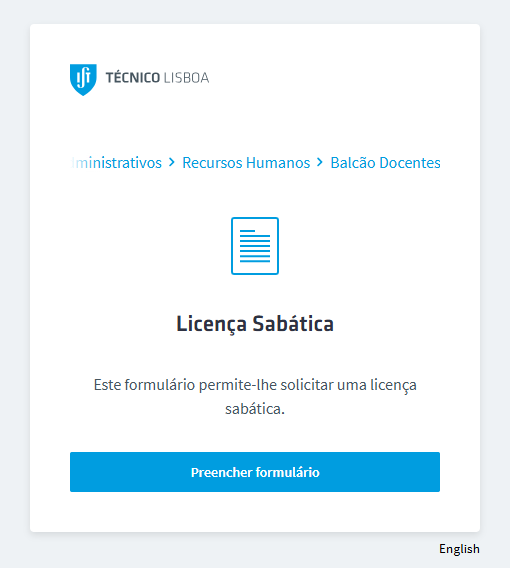 TÉCNICO LISBOA
ministrativos > Recursos Humanos > Balcão Docentes
Licença Sabática
Este formulário permite-lhe solicitar uma licença
sabática.
Preencher formulário
English